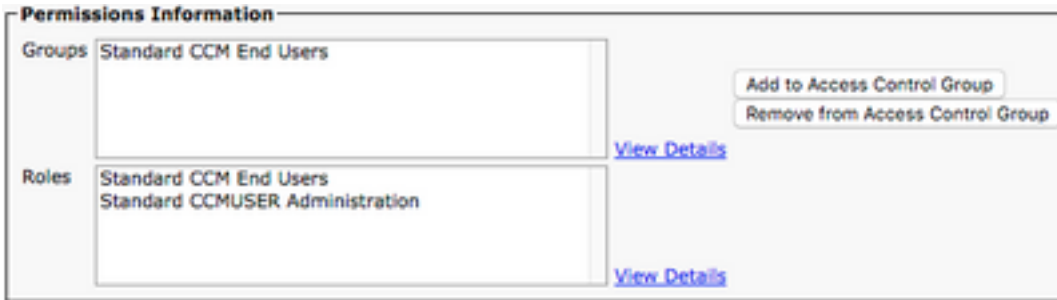 Permissions Information
Groups Standard CCM End Users
Add to Access Control Group
Remove from Access Control Group
View Details
Roles Standard CCM End Users
Standard CCMUSER Administration
View Details